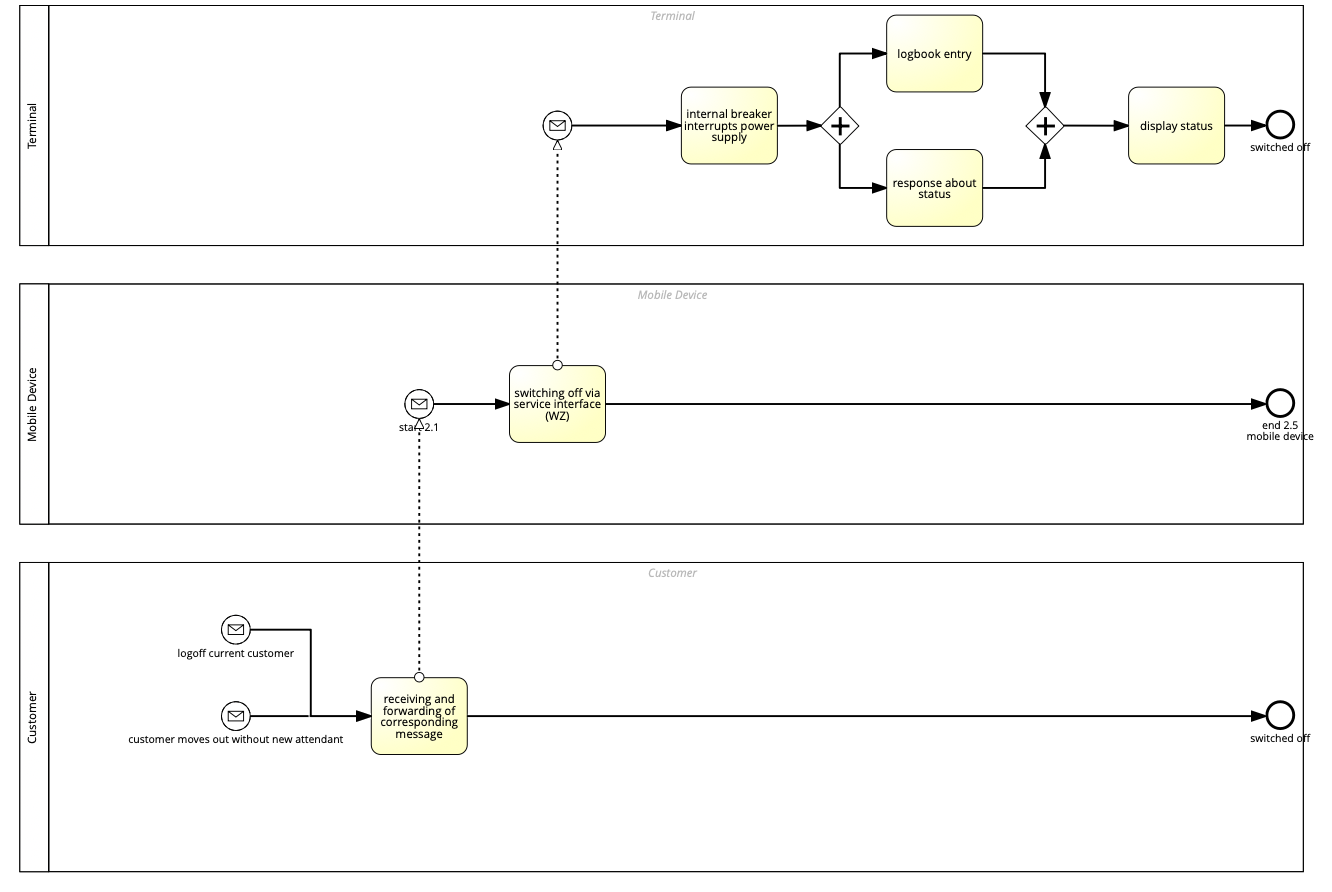 Terminal
Terminal
logbook entry
internal breaker
interrupts power
supply
display status
switched off
response about
status
Mobile Device
Mobile Device
switching off via
service interface
(WZ)
2.1
end 2.5
mobile device
Customer
Customer
logoff current customer
receiving and
forwarding of
corresponding
message
customer moves out without new attendant
switched off